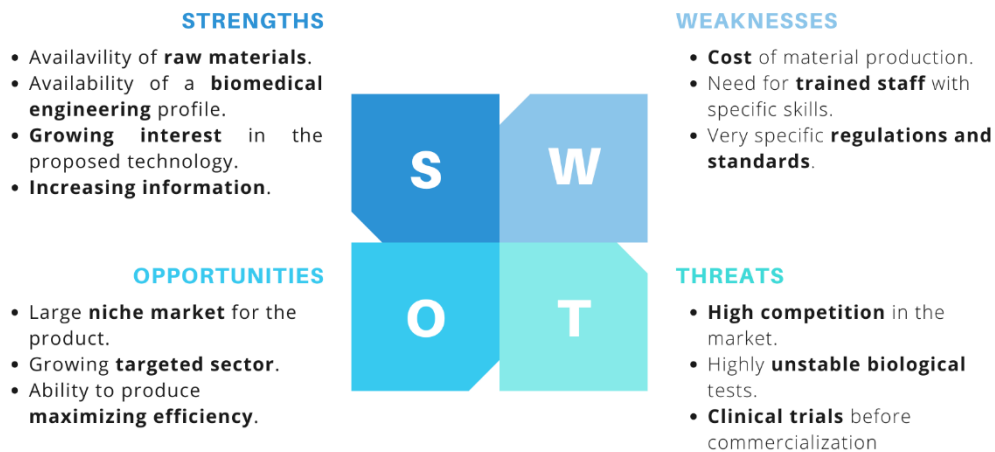 STRENGTHS
• Availavility of raw materials.
• Availability of a biomedical
engineering profile.
• Growing interest in the
proposed technology.
• Increasing information.
WEAKNESSES
• Cost of material production.
• Need for trained staff with
specific skills.
• Very specific regulations and
standards.
S
W
O
T
OPPORTUNITIES
• Large niche market for the
product.
• Growing targeted sector.
• Ability to produce
maximizing efficiency.
THREATS
• High competition in the
market.
• Highly unstable biological
tests.
• Clinical trials before
commercialization